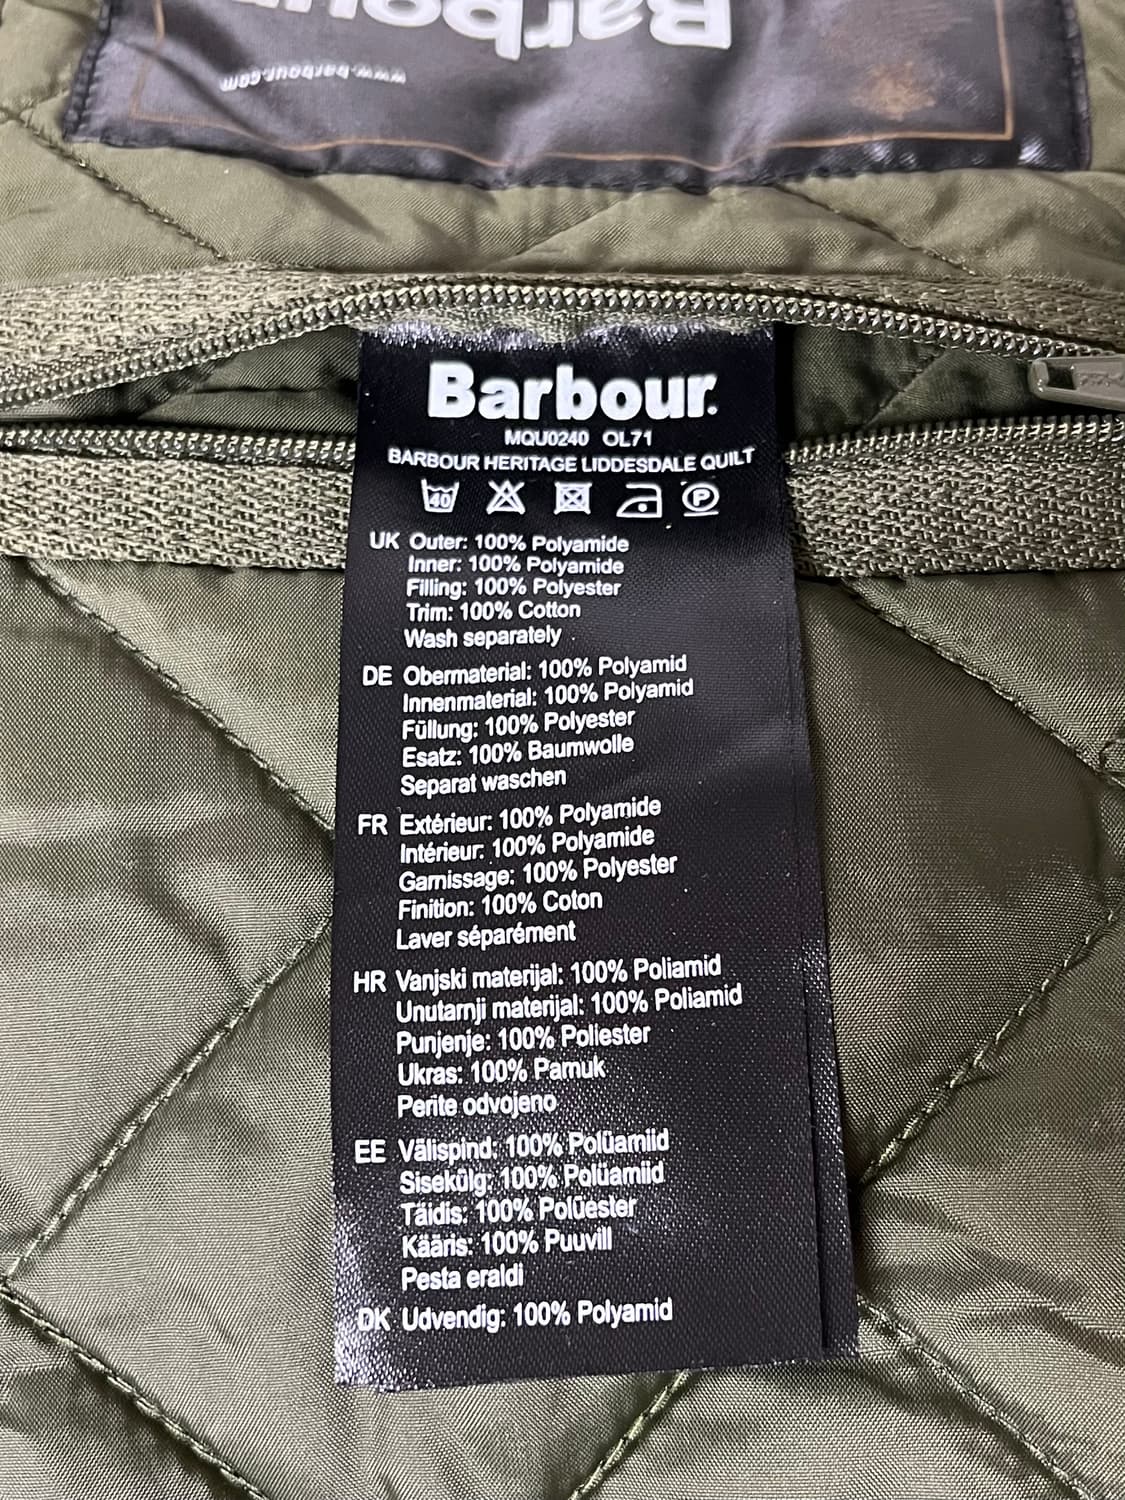 Barbour
www.barbour.com
Barbour.
MQU0240 OL71
BARBOUR HERITAGE LIDDESDALE QUILT
40 P
UK Outer: 100% Polyamide
Inner: 100% Polyamide
Filling: 100% Polyester
Trim: 100% Cotton
Wash separately
DE Obermaterial: 100% Polyamid
Innenmaterial: 100% Polyamid
Füllung: 100% Polyester
Esatz: 100% Baumwolle
Separat waschen
FR Extérieur: 100% Polyamide
Intérieur: 100% Polyamide
Garnissage: 100% Polyester
Finition: 100% Coton
Laver séparément
HR Vanjski materijal: 100% Poliamid
Unutarnji materijal: 100% Poliamid
Punjenje: 100% Poliester
Ukras: 100% Pamuk
Perite odvojeno
EE Välispind: 100% Polüamiid
Sisekülg: 100% Polüamiid
Täidis: 100% Polüester
Kääris: 100% Puuvill
Pesta eraldi
DK Udvendig: 100% Polyamid